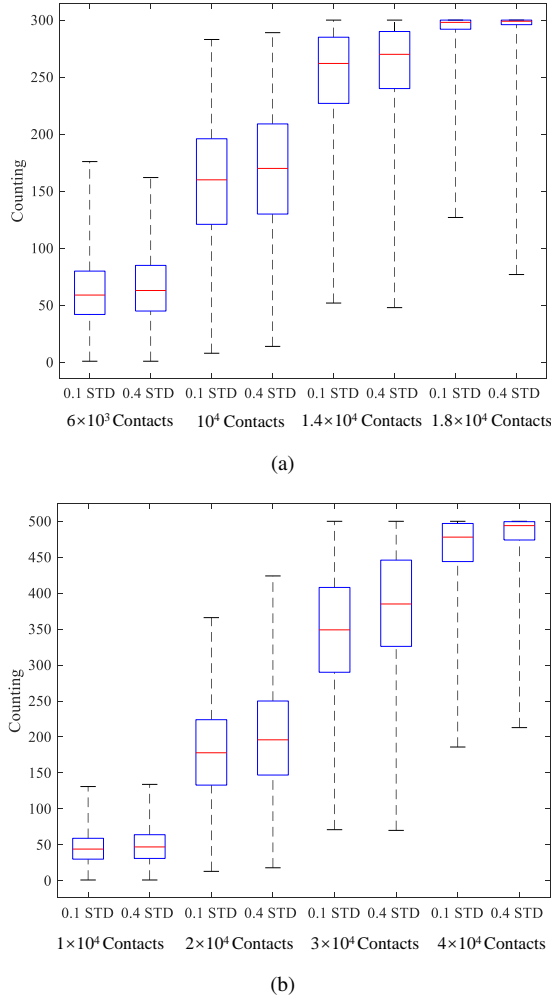 300
250
200
150
100
50
0
Counting
0.1 STD 0.4 STD 0.1 STD 0.4 STD 0.1 STD 0.4 STD 0.1 STD 0.4 STD
6×10³ Contacts 10⁴ Contacts 1.4×10⁴ Contacts 1.8×10⁴ Contacts
(a)
500
450
400
350
300
250
200
150
100
50
0
Counting
0.1 STD 0.4 STD 0.1 STD 0.4 STD 0.1 STD 0.4 STD 0.1 STD 0.4 STD
1×10⁴ Contacts 2×10⁴ Contacts 3×10⁴ Contacts 4×10⁴ Contacts
(b)